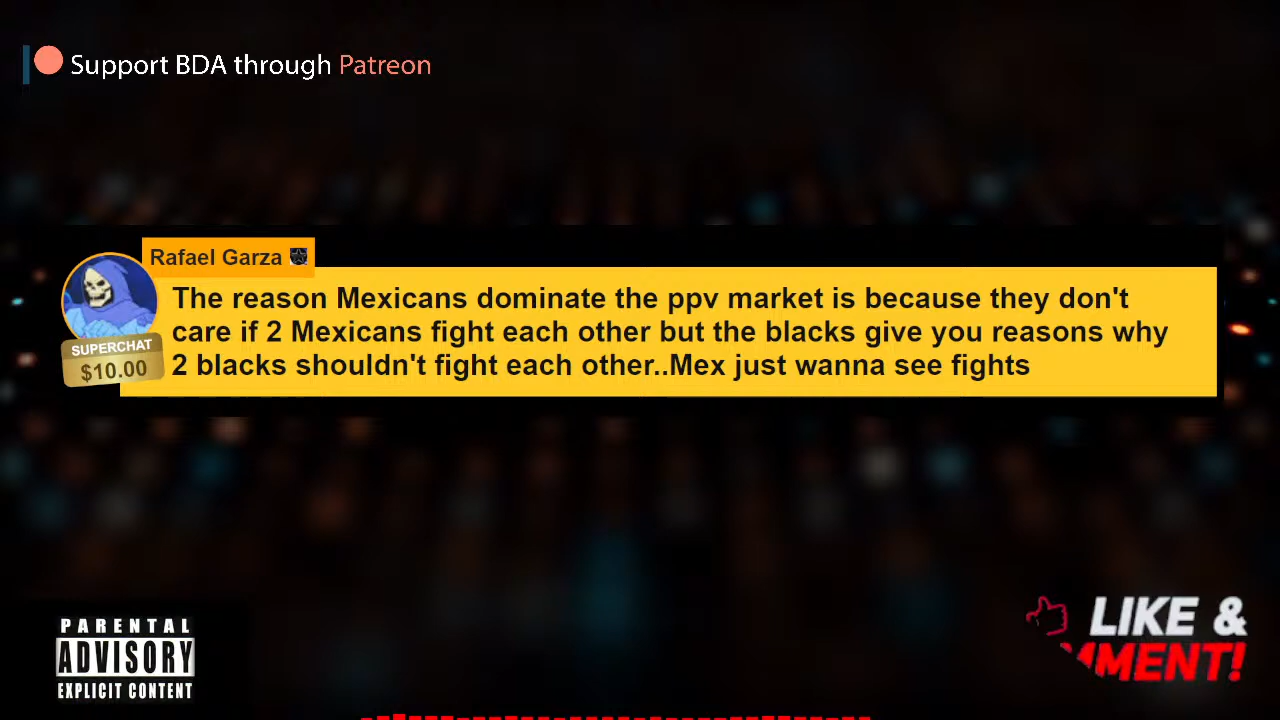 Support BDA through Patreon
Rafael Garza
The reason Mexicans dominate the ppv market is because they don't
care if 2 Mexicans fight each other but the blacks give you reasons why
2 blacks shouldn't fight each other..Mex just wanna see fights
SUPERCHAT
$10.00
PARENTAL
ADVISORY
EXPLICIT CONTENT
LIKE &
MMENT!